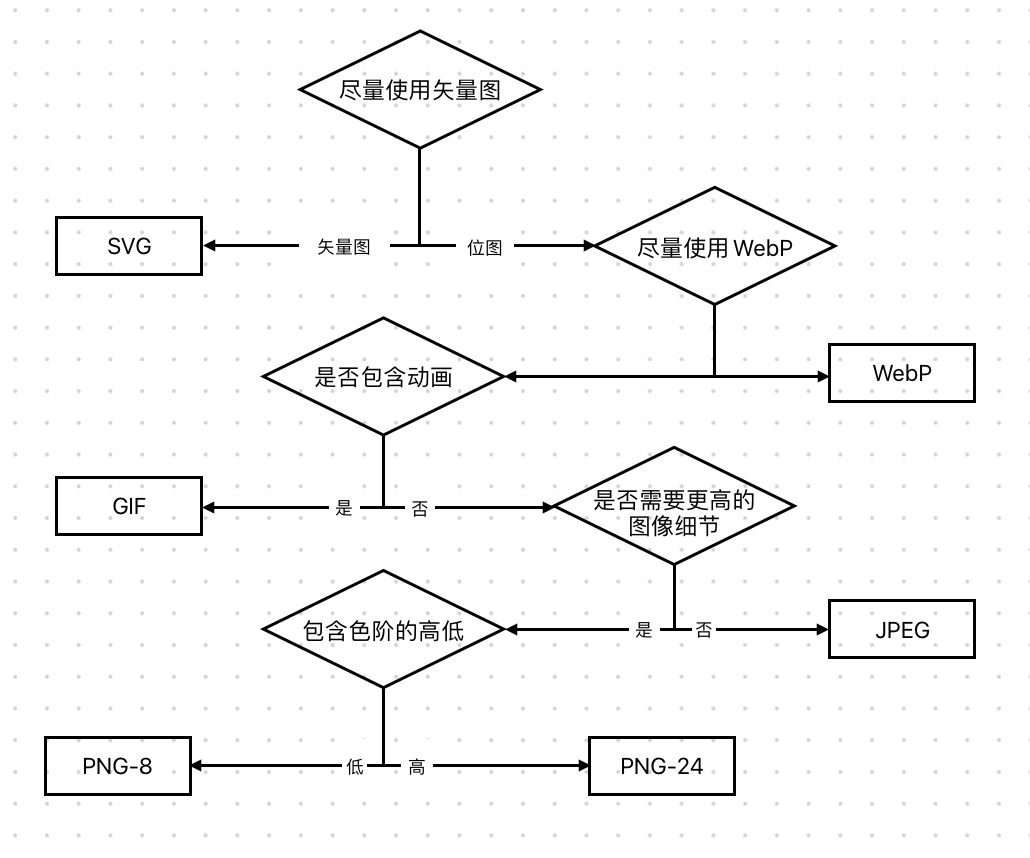 尽量使用矢量图
SVG
矢量图
位图
尽量使用 WebP
是否包含动画
WebP
GIF
是
否
是否需要更高的
图像细节
包含色阶的高低
是
否
JPEG
PNG-8
低
高
PNG-24